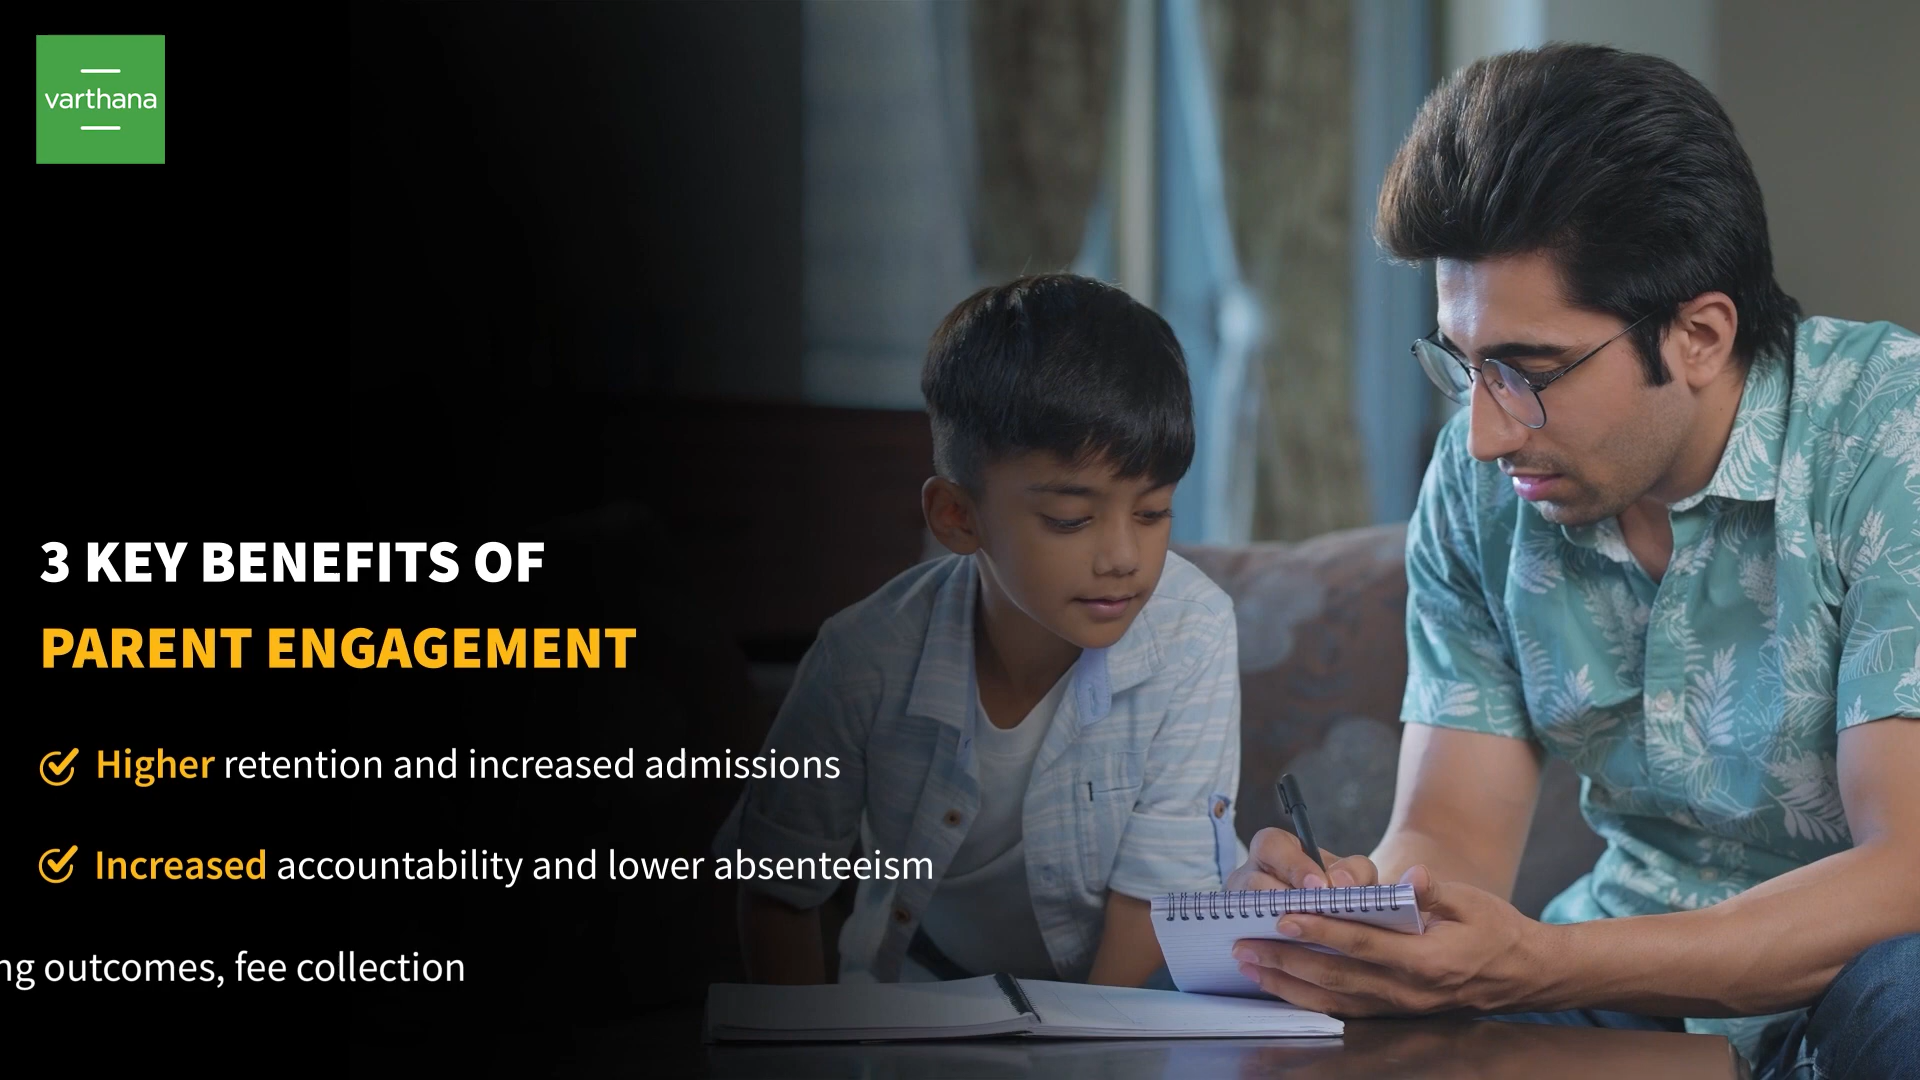 varthana
3 KEY BENEFITS OF
PARENT ENGAGEMENT
Higher retention and increased admissions
Increased accountability and lower absenteeism
outcomes, fee collection